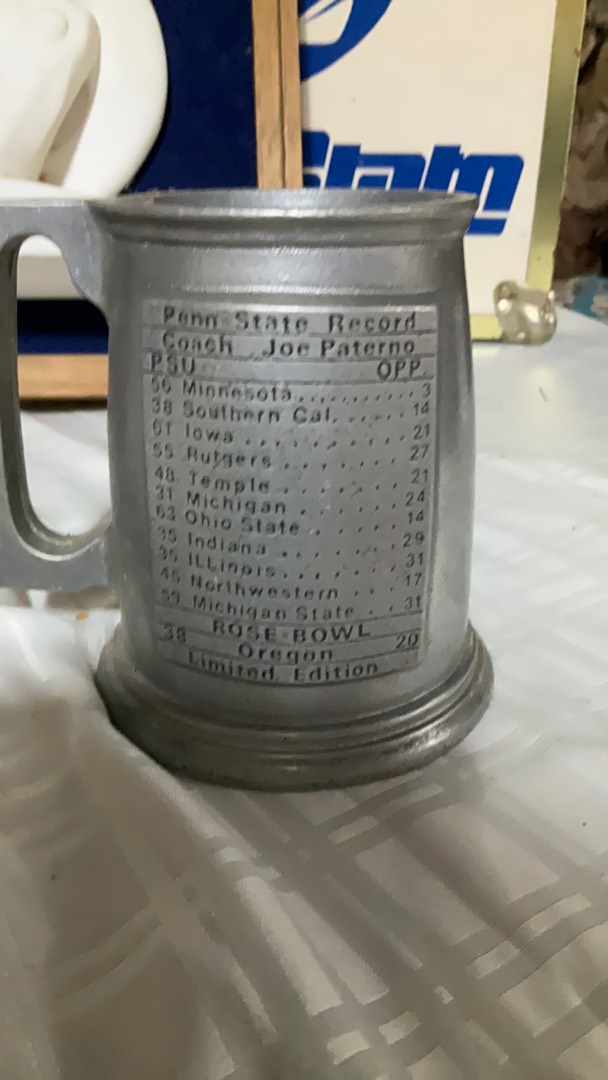 Slam
Penn State Record
Coach Joe Paterno
PSU OPP.
56 Minnesota.......... 3
38 Southern Cal. ..... 14
61 Iowa .......... 21
55 Rutgers ....... 27
48 Temple ....... 21
31 Michigan ...... 24
63 Ohio State ..... 14
35 Indiana ....... 29
35 ILLinois....... 31
45 Northwestern ... 17
59 Michigan State .. 31
ROSE BOWL
38 Oregon 20
Limited Edition